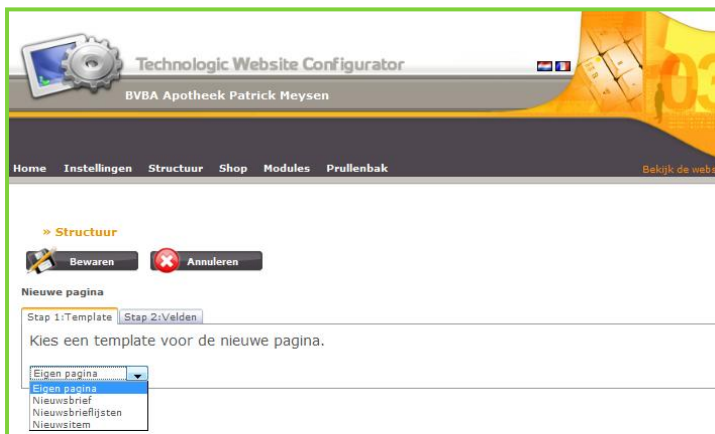 Technologic Website Configurator
BVBA Apotheek Patrick Meysen
03
Home Instellingen Structuur Shop Modules Prullenbak
Bekijk de webs
» Structuur
Bewaren Annuleren
Nieuwe pagina
Stap 1:Template Stap 2:Velden
Kies een template voor de nieuwe pagina.
Eigen pagina
Eigen pagina
Nieuwsbrief
Nieuwsbrieflijsten
Nieuwsitem